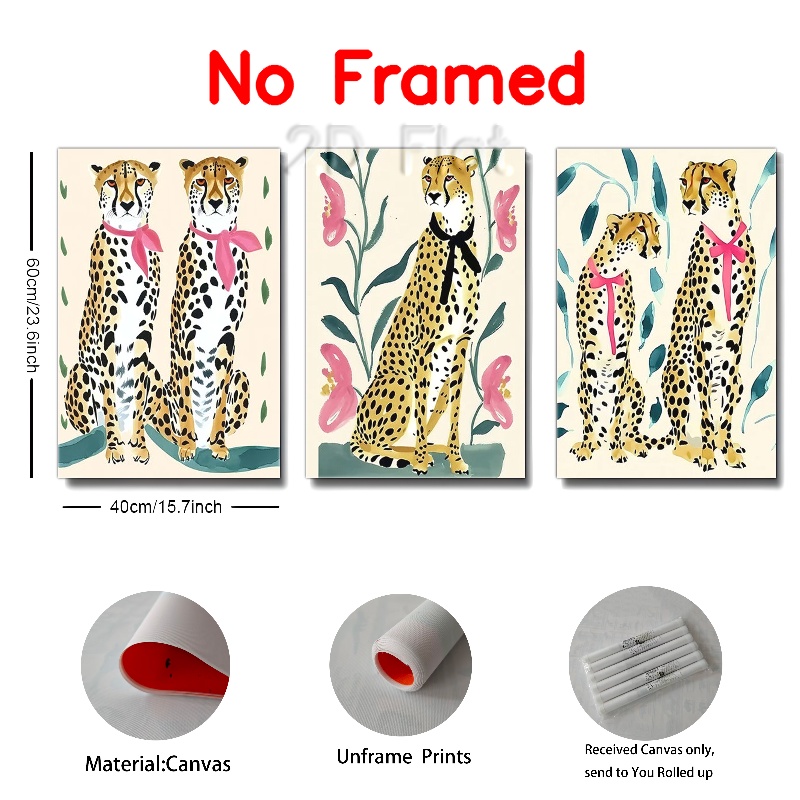 No Framed
2D Flat
60cm/23.6inch
40cm/15.7inch
Material:Canvas
Unframe Prints
Received Canvas only,
send to You Rolled up